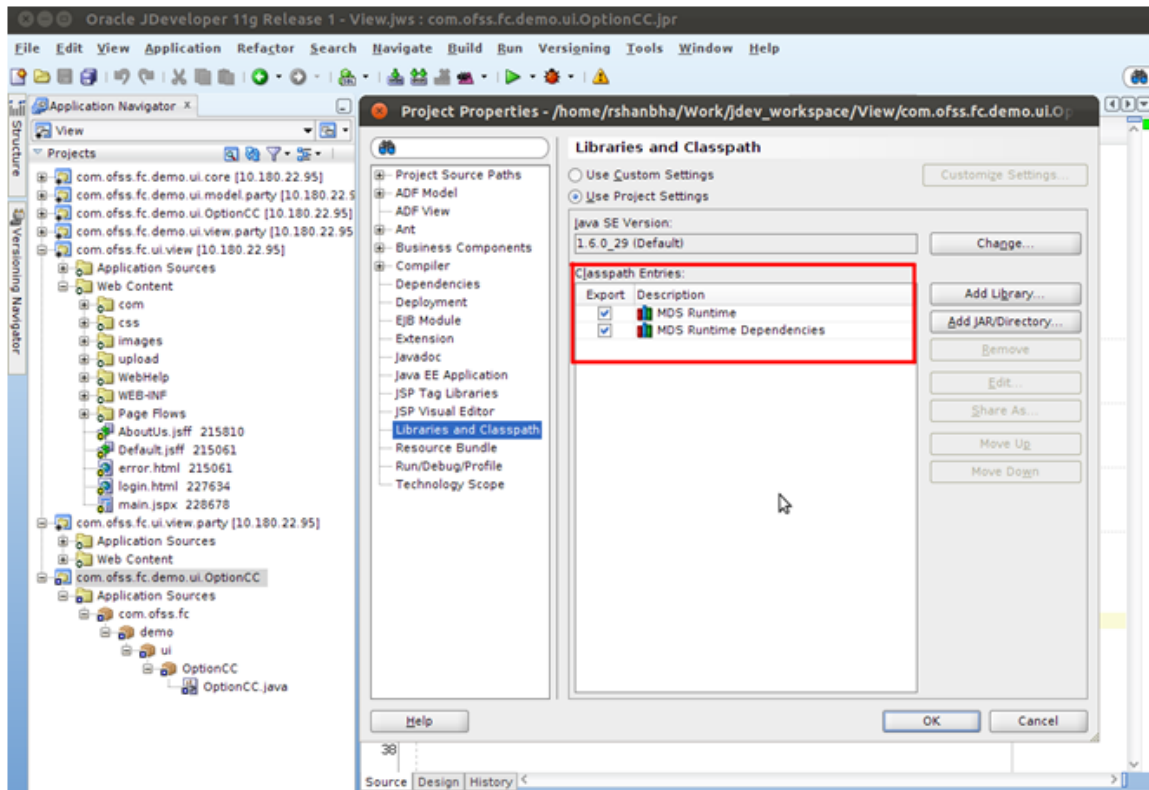 Oracle JDeveloper 11g Release 1 - View.jws : com.ofss.fc.demo.ui.OptionCC.jpr
File Edit View Application Refactor Search Navigate Build Run Versioning Tools Window Help
Structure
Versioning Navigator
Application Navigator
View
Projects
com.ofss.fc.demo.ui.core [10.180.22.95]
com.ofss.fc.demo.ui.model.party [10.180.22.9
com.ofss.fc.demo.ui.OptionCC [10.180.22.95]
com.ofss.fc.demo.ui.view.party [10.180.22.95
com.ofss.fc.ui.view [10.180.22.95]
Application Sources
Web Content
com
css
images
upload
WebHelp
WEB-INF
Page Flows
AboutUs.jsff 215810
Default.jsff 215061
error.html 215061
login.html 227634
main.jspx 228678
com.ofss.fc.ui.view.party [10.180.22.95]
Application Sources
Web Content
com.ofss.fc.demo.ui.OptionCC
Application Sources
com.ofss.fc
demo
ui
OptionCC
OptionCC.java
Project Properties - /home/rshanbha/Work/jdev_workspace/View/com.ofss.fc.demo.ui.Op
Project Source Paths
ADF Model
ADF View
Ant
Business Components
Compiler
Dependencies
Deployment
EJB Module
Extension
Javadoc
Java EE Application
JSP Tag Libraries
JSP Visual Editor
Libraries and Classpath
Resource Bundle
Run/Debug/Profile
Technology Scope
Libraries and Classpath
Use Custom Settings
Customize Settings...
Use Project Settings
Java SE Version:
1.6.0_29 (Default)
Change...
Classpath Entries:
Export Description
MDS Runtime
MDS Runtime Dependencies
Add Library...
Add JAR/Directory...
Remove
Edit...
Share As...
Move Up
Move Down
Help
OK
Cancel
38
Source Design History